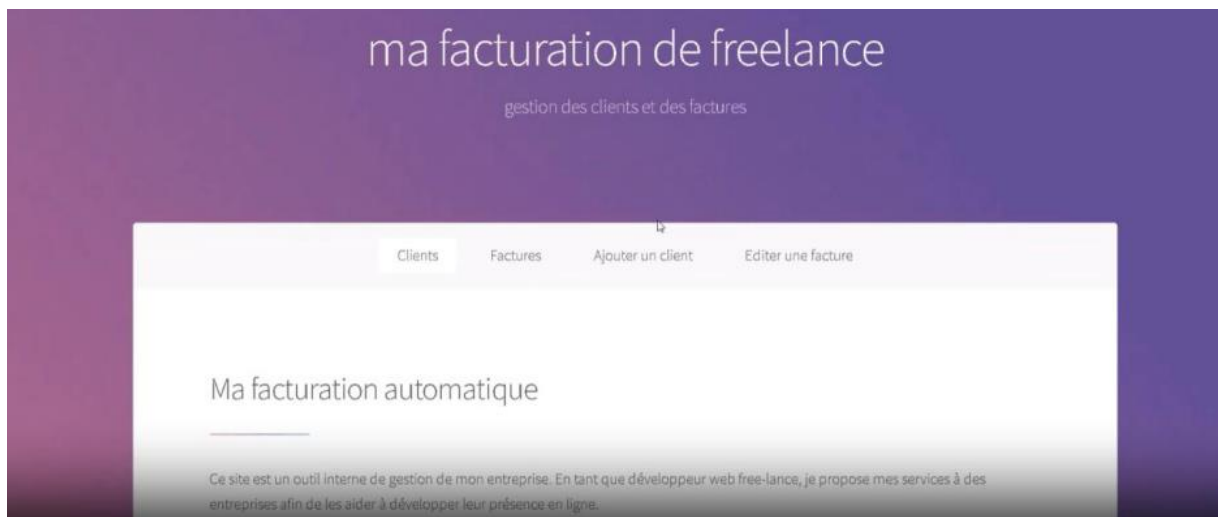 ma facturation de freelance
gestion des clients et des factures
Clients Factures Ajouter un client Editer une facture
Ma facturation automatique
Ce site est un outil interne de gestion de mon entreprise. En tant que développeur web free-lance, je propose mes services à des
entreprises afin de les aider à développer leur présence en ligne.